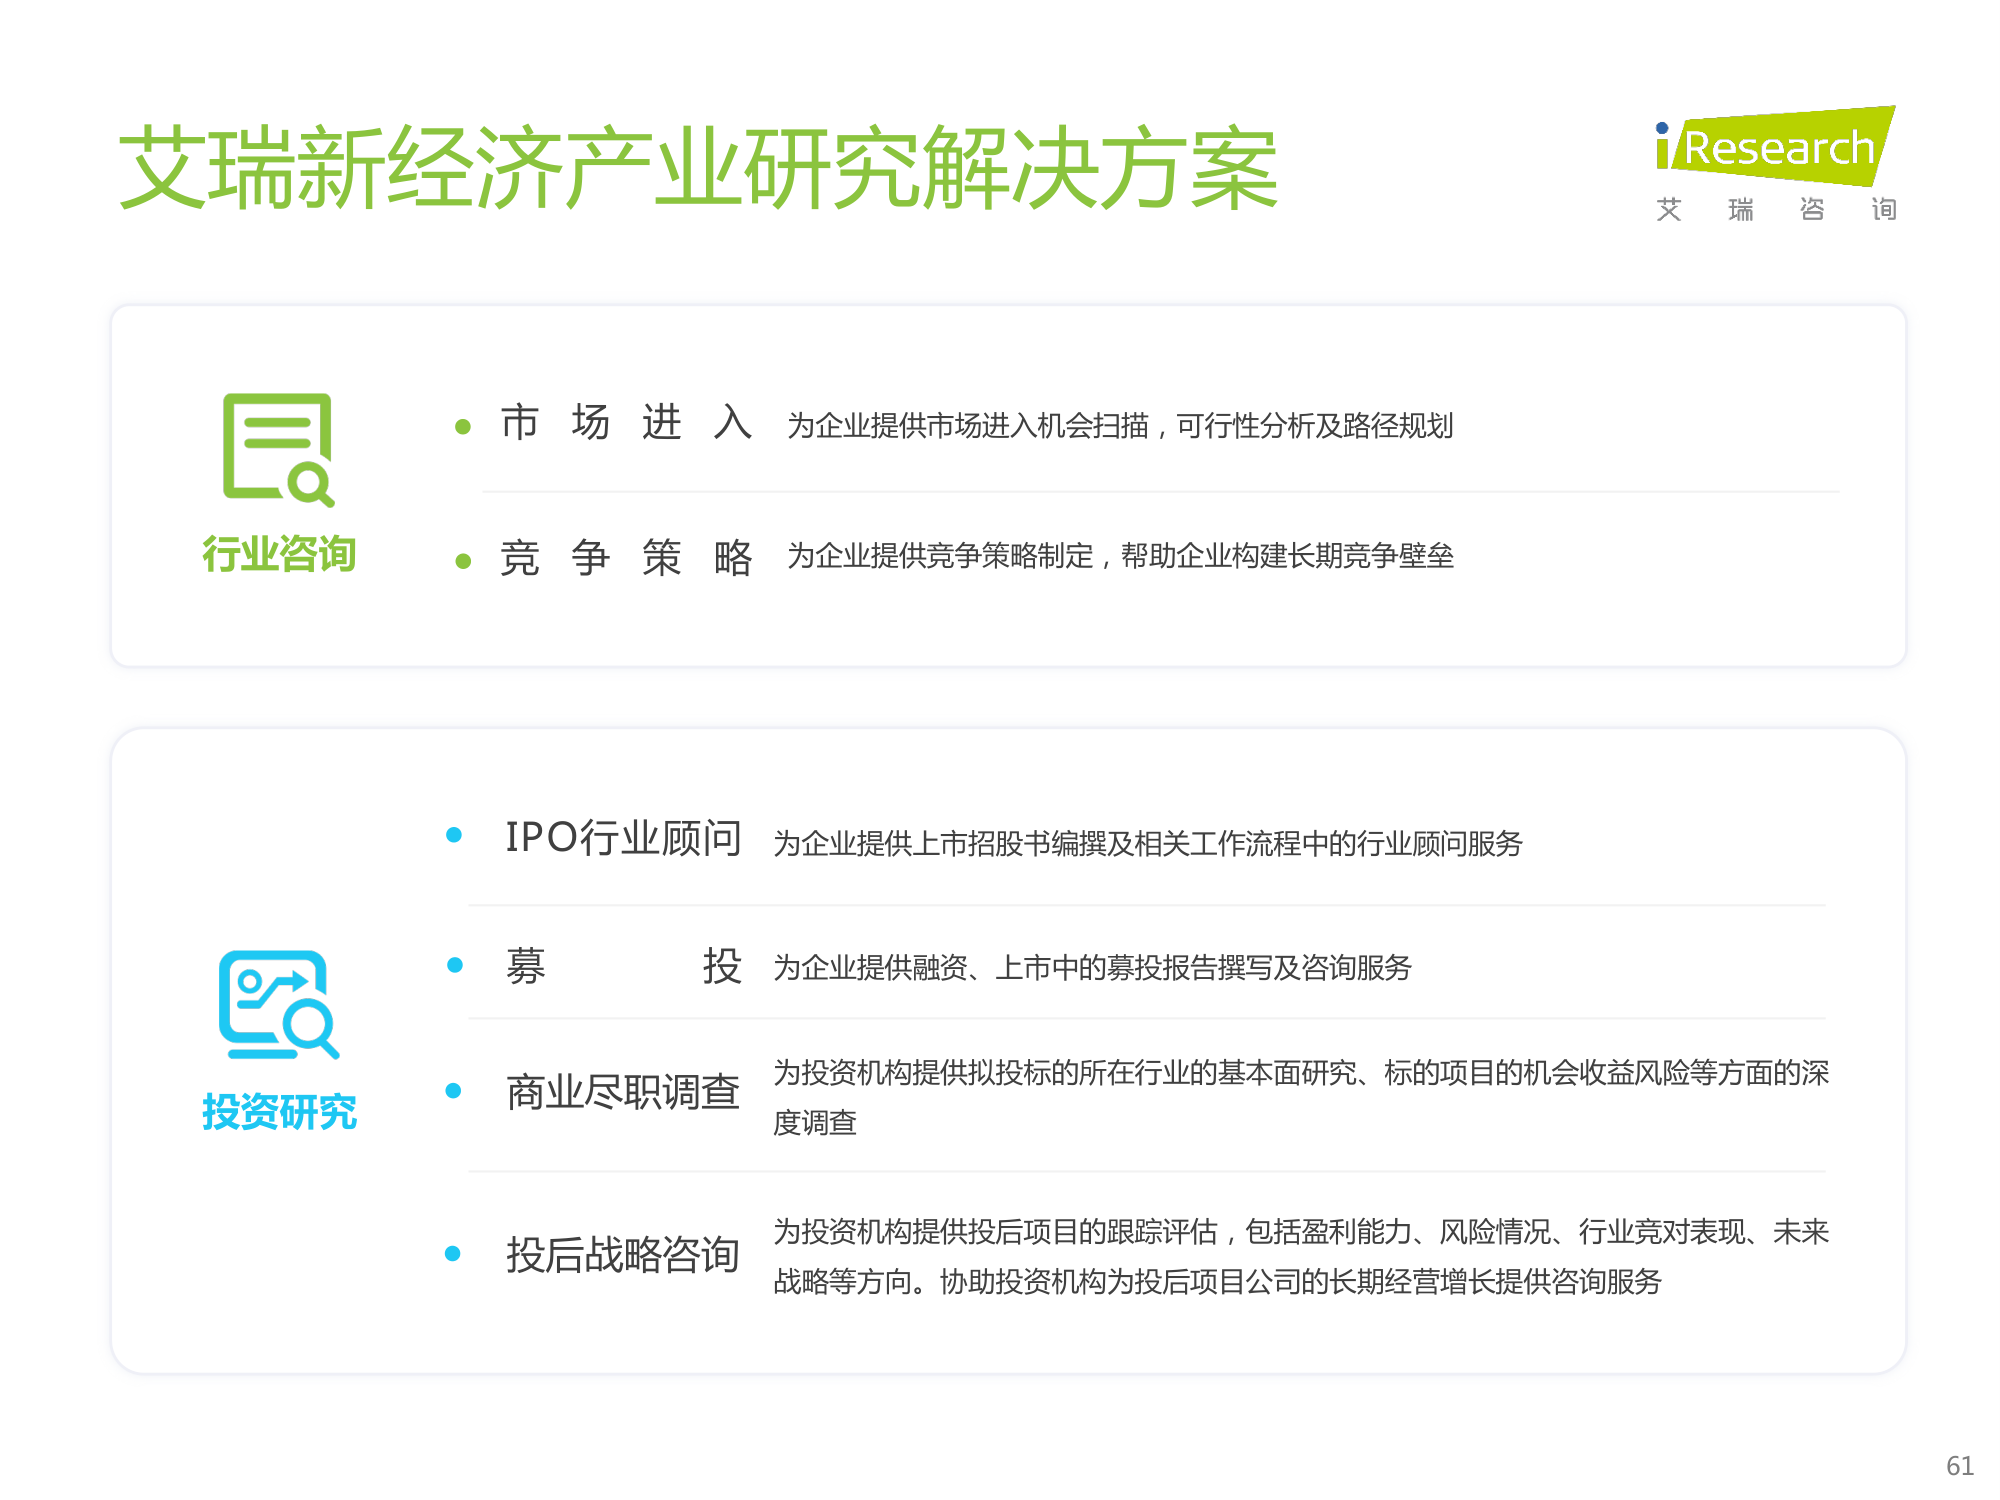 艾瑞新经济产业研究解决方案
iResearch
艾瑞咨询
行业咨询
市场进入 为企业提供市场进入机会扫描，可行性分析及路径规划
竞争策略 为企业提供竞争策略制定，帮助企业构建长期竞争壁垒
投资研究
IPO行业顾问 为企业提供上市招股书编撰及相关工作流程中的行业顾问服务
募投 为企业提供融资、上市中的募投报告撰写及咨询服务
商业尽职调查 为投资机构提供拟投标的所在行业的基本面研究、标的项目的机会收益风险等方面的深
度调查
投后战略咨询 为投资机构提供投后项目的跟踪评估，包括盈利能力、风险情况、行业竞对表现、未来
战略等方向。协助投资机构为投后项目公司的长期经营增长提供咨询服务
61